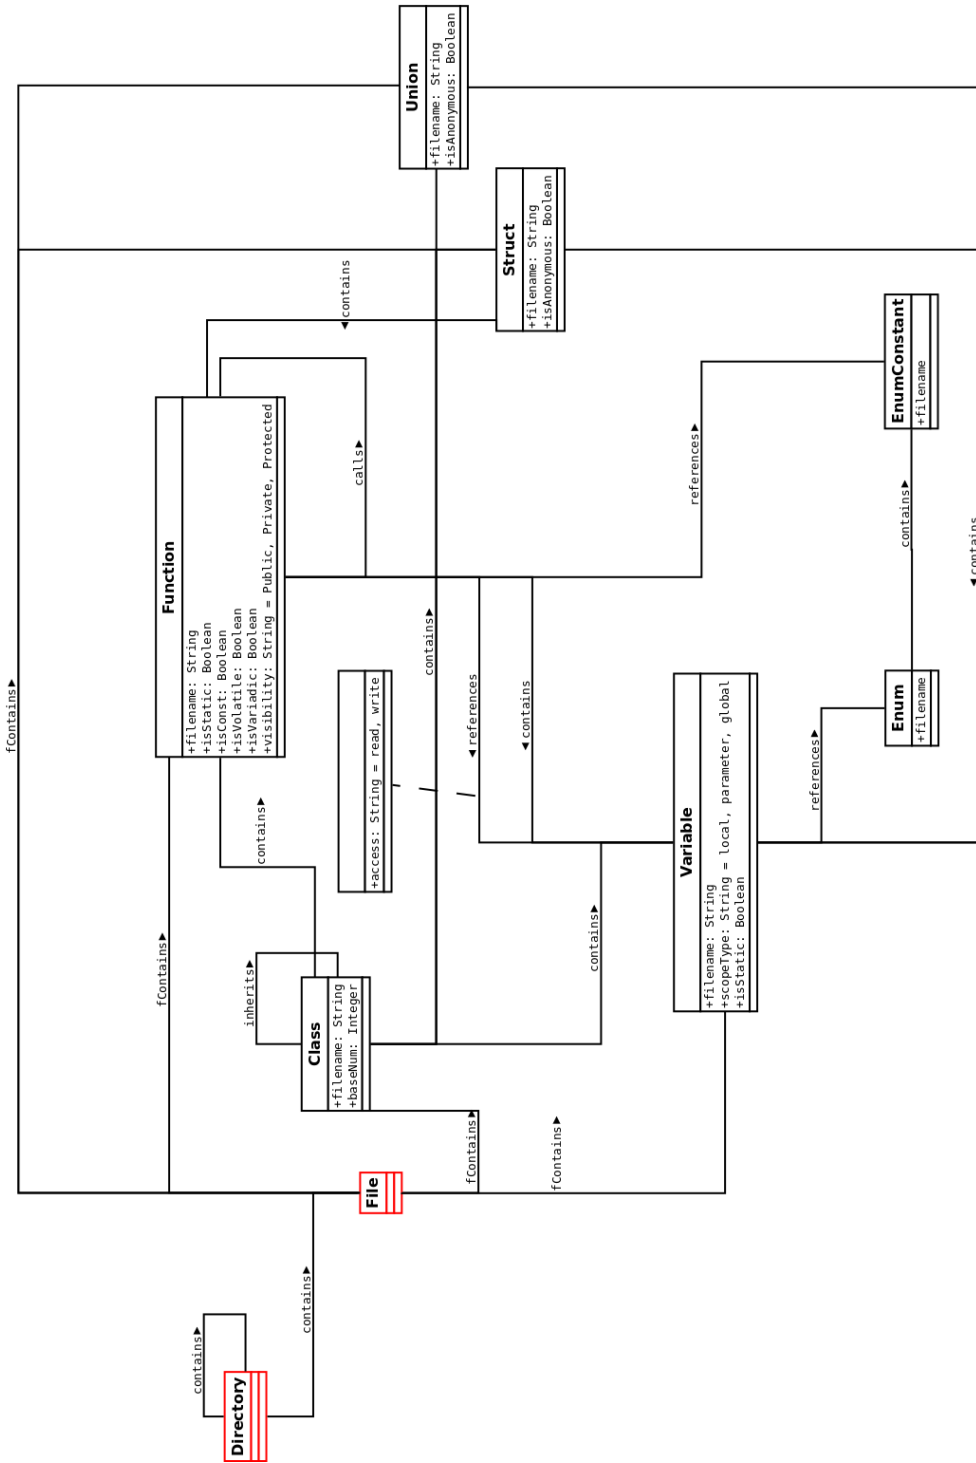 Union
+filename: String
+isAnonymous: Boolean
Struct
+filename: String
+isAnonymous: Boolean
◀contains
EnumConstant
+filename
Function
+filename: String
+isStatic: Boolean
+isConst: Boolean
+isVolatile: Boolean
+isVariadic: Boolean
+visibility: String = Public, Private, Protected
calls▶
references▶
contains▶
◀contains
fContains▶
contains▶
◀references
◀contains
+access: String = read, write
Variable
+filename: String
+scopeType: String = local, parameter, global
+isStatic: Boolean
references▶
Enum
+filename
contains▶
fContains▶
inherits▶
contains▶
Class
+filename: String
+baseNum: Integer
fContains▶
fContains▶
File
contains▶
contains▶
Directory